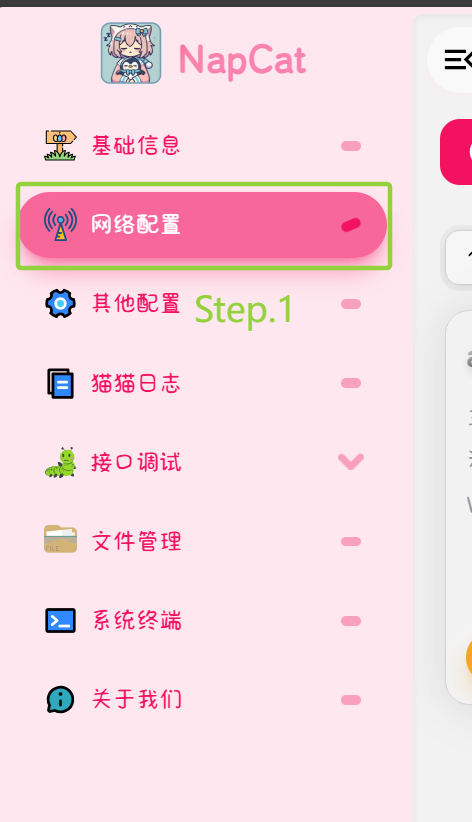 NapCat
基础信息
网络配置
其他配置
Step.1
猫猫日志
接口调试
文件管理
系统终端
关于我们